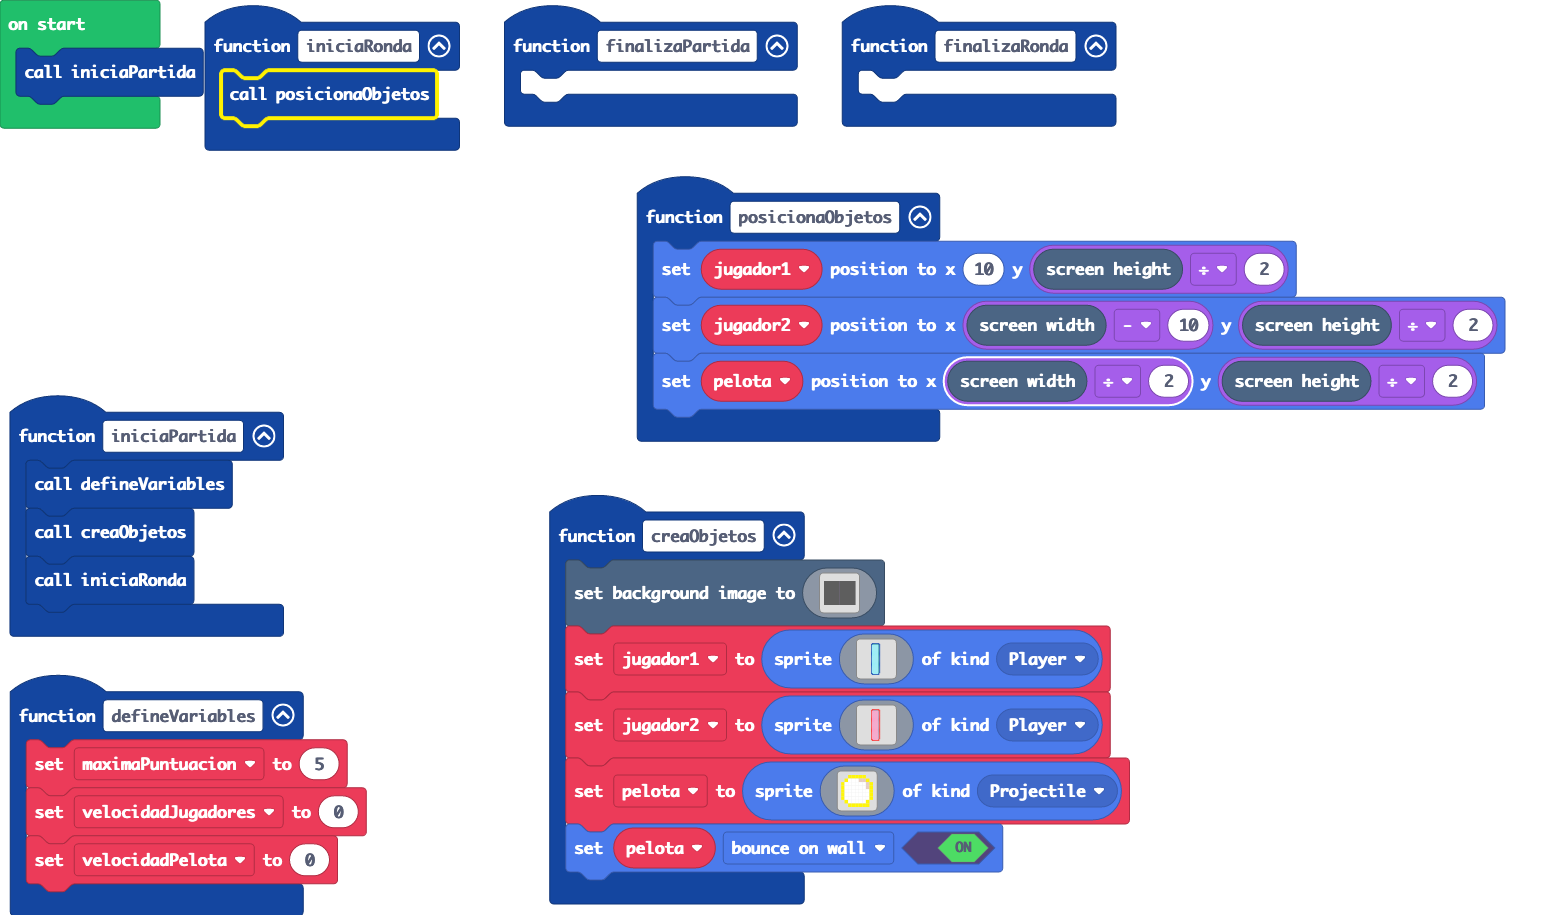 on start
call iniciaPartida
function iniciaRonda
call posicionaObjetos
function finalizaPartida
function finalizaRonda
function posicionaObjetos
set jugador1 position to x 10 y screen height ÷ 2
set jugador2 position to x screen width - 10 y screen height ÷ 2
set pelota position to x screen width ÷ 2 y screen height ÷ 2
function iniciaPartida
call defineVariables
call creaObjetos
call iniciaRonda
function creaObjetos
set background image to
set jugador1 to sprite of kind Player
set jugador2 to sprite of kind Player
set pelota to sprite of kind Projectile
set pelota bounce on wall ON
function defineVariables
set maximaPuntuacion to 5
set velocidadJugadores to 0
set velocidadPelota to 0